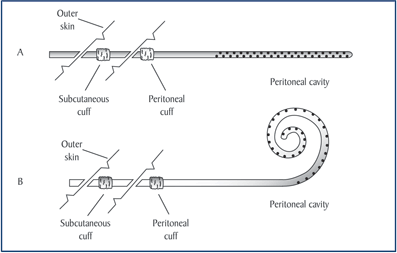 Outer
skin
A
Subcutaneous
cuff
Peritoneal
cuff
Peritoneal cavity
Outer
skin
B
Subcutaneous
cuff
Peritoneal
cuff
Peritoneal cavity